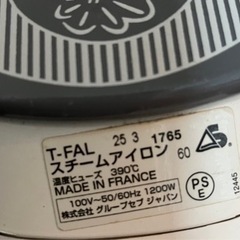 T-FAL 25 3 1765
スチームアイロン 60
温度ヒューズ 390℃
MADE IN FRANCE
100V~50/60Hz 1200W
株式会社 グループセブ ジャパン
PS
E
12445
S